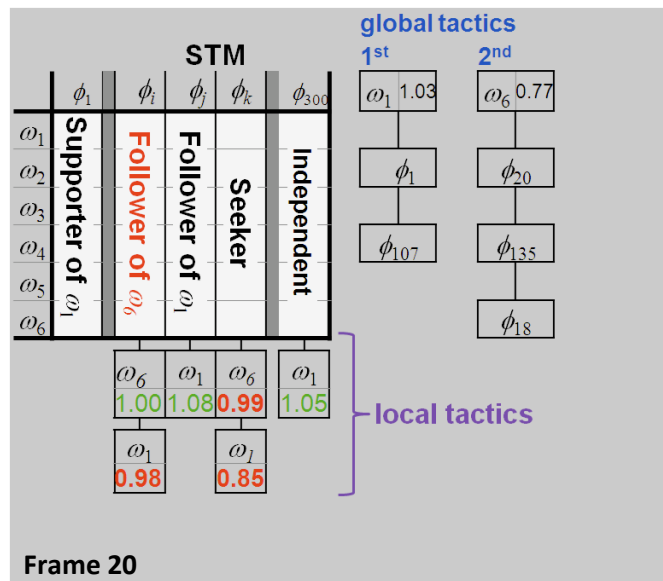 global tactics
STM 1st 2nd
ϕ1 ϕi ϕj ϕk ϕ300
ω1 1.03 ω6 0.77
ω1
ω2
ω3
ω4
ω5
ω6
Supporter of ω1
Follower of ω6
Follower of ω1
Seeker
Independent
ϕ1 ϕ20
ϕ107 ϕ135
ϕ18
ω6 ω1 ω6 ω1
1.00 1.08 0.99 1.05
local tactics
ω1 ω1
0.98 0.85
Frame 20